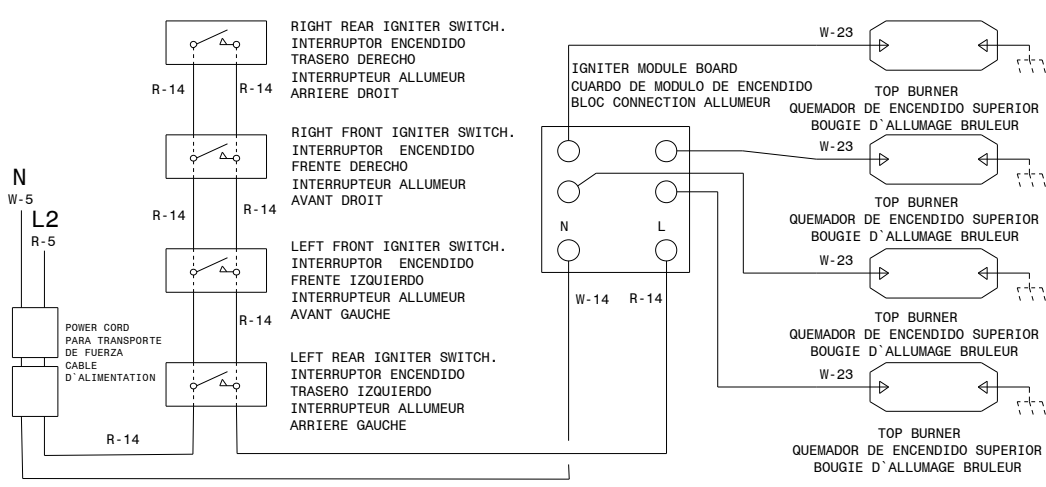 RIGHT REAR IGNITER SWITCH.
INTERRUPTOR ENCENDIDO
TRASERO DERECHO
INTERRUPTEUR ALLUMEUR
ARRIERE DROIT
R-14
R-14
RIGHT FRONT IGNITER SWITCH.
INTERRUPTOR ENCENDIDO
FRENTE DERECHO
INTERRUPTEUR ALLUMEUR
AVANT DROIT
N
W-5
L2
R-5
R-14
R-14
LEFT FRONT IGNITER SWITCH.
INTERRUPTOR ENCENDIDO
FRENTE IZQUIERDO
INTERRUPTEUR ALLUMEUR
AVANT GAUCHE
R-14
POWER CORD
PARA TRANSPORTE
DE FUERZA
CABLE
D`ALIMENTATION
LEFT REAR IGNITER SWITCH.
INTERRUPTOR ENCENDIDO
TRASERO IZQUIERDO
INTERRUPTEUR ALLUMEUR
ARRIERE GAUCHE
R-14
IGNITER MODULE BOARD
CUARDO DE MODULO DE ENCENDIDO
BLOC CONNECTION ALLUMEUR
N
L
W-14
R-14
W-23
TOP BURNER
QUEMADOR DE ENCENDIDO SUPERIOR
BOUGIE D`ALLUMAGE BRULEUR
W-23
TOP BURNER
QUEMADOR DE ENCENDIDO SUPERIOR
BOUGIE D`ALLUMAGE BRULEUR
W-23
TOP BURNER
QUEMADOR DE ENCENDIDO SUPERIOR
BOUGIE D`ALLUMAGE BRULEUR
W-23
TOP BURNER
QUEMADOR DE ENCENDIDO SUPERIOR
BOUGIE D`ALLUMAGE BRULEUR